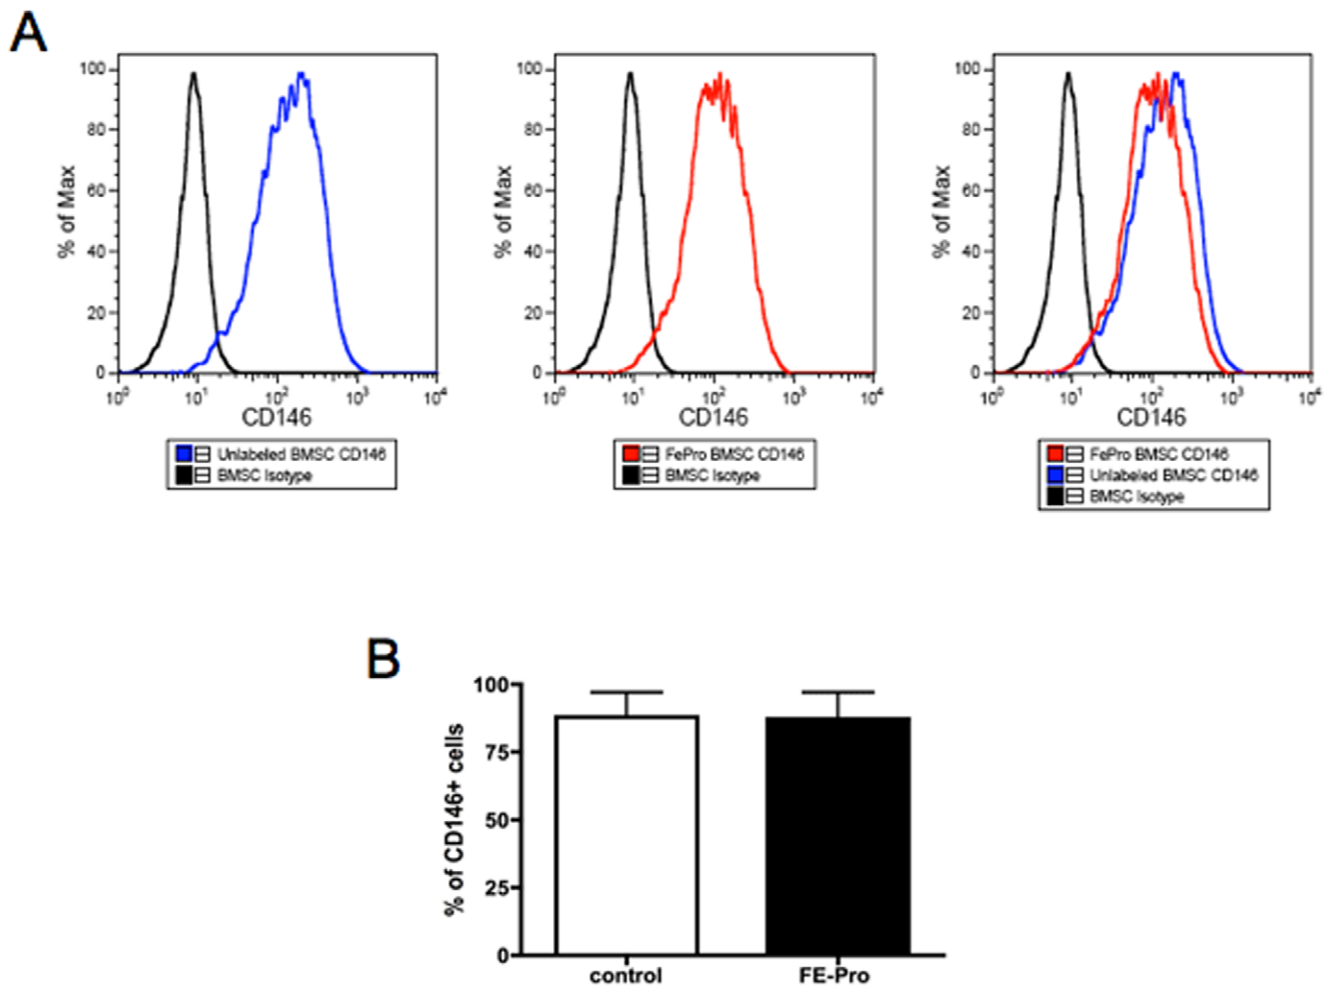 A
% of Max
100
80
60
40
20
0
10⁰ 10¹ 10² 10³ 10⁴
CD146
Unlabeled BMSC CD146
BMSC Isotype
% of Max
100
80
60
40
20
0
10⁰ 10¹ 10² 10³ 10⁴
CD146
FePro BMSC CD146
BMSC Isotype
% of Max
100
80
60
40
20
0
10⁰ 10¹ 10² 10³ 10⁴
CD146
FePro BMSC CD146
Unlabeled BMSC CD146
BMSC Isotype
B
% of CD146+ cells
100
75
50
25
0
control FE-Pro